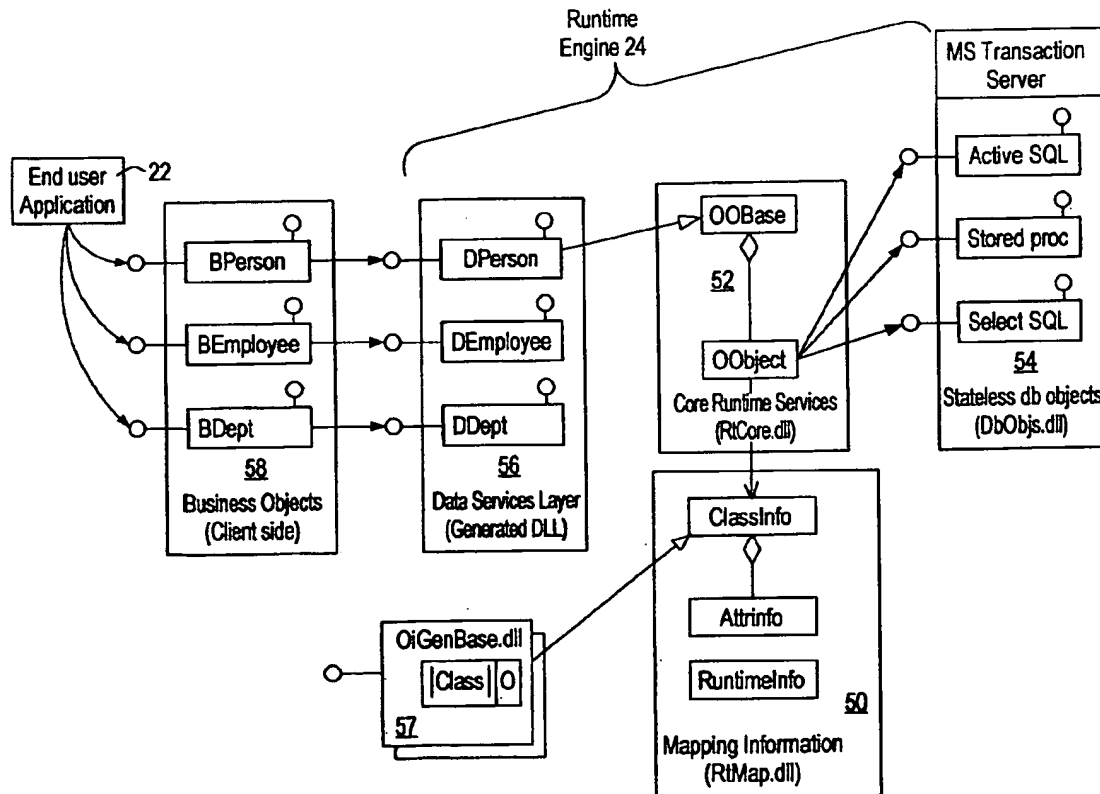 Runtime
Engine 24
MS Transaction
Server
End user
Application
22
Active SQL
Stored proc
Select SQL
54
Stateless db objects
(DbObjs.dll)
BPerson
BEmployee
BDept
58
Business Objects
(Client side)
DPerson
DEmployee
DDept
56
Data Services Layer
(Generated DLL)
OOBase
52
OObject
Core Runtime Services
(RtCore.dll)
ClassInfo
Attrinfo
RuntimeInfo
50
Mapping Information
(RtMap.dll)
OiGenBase.dll
|Class| O
57